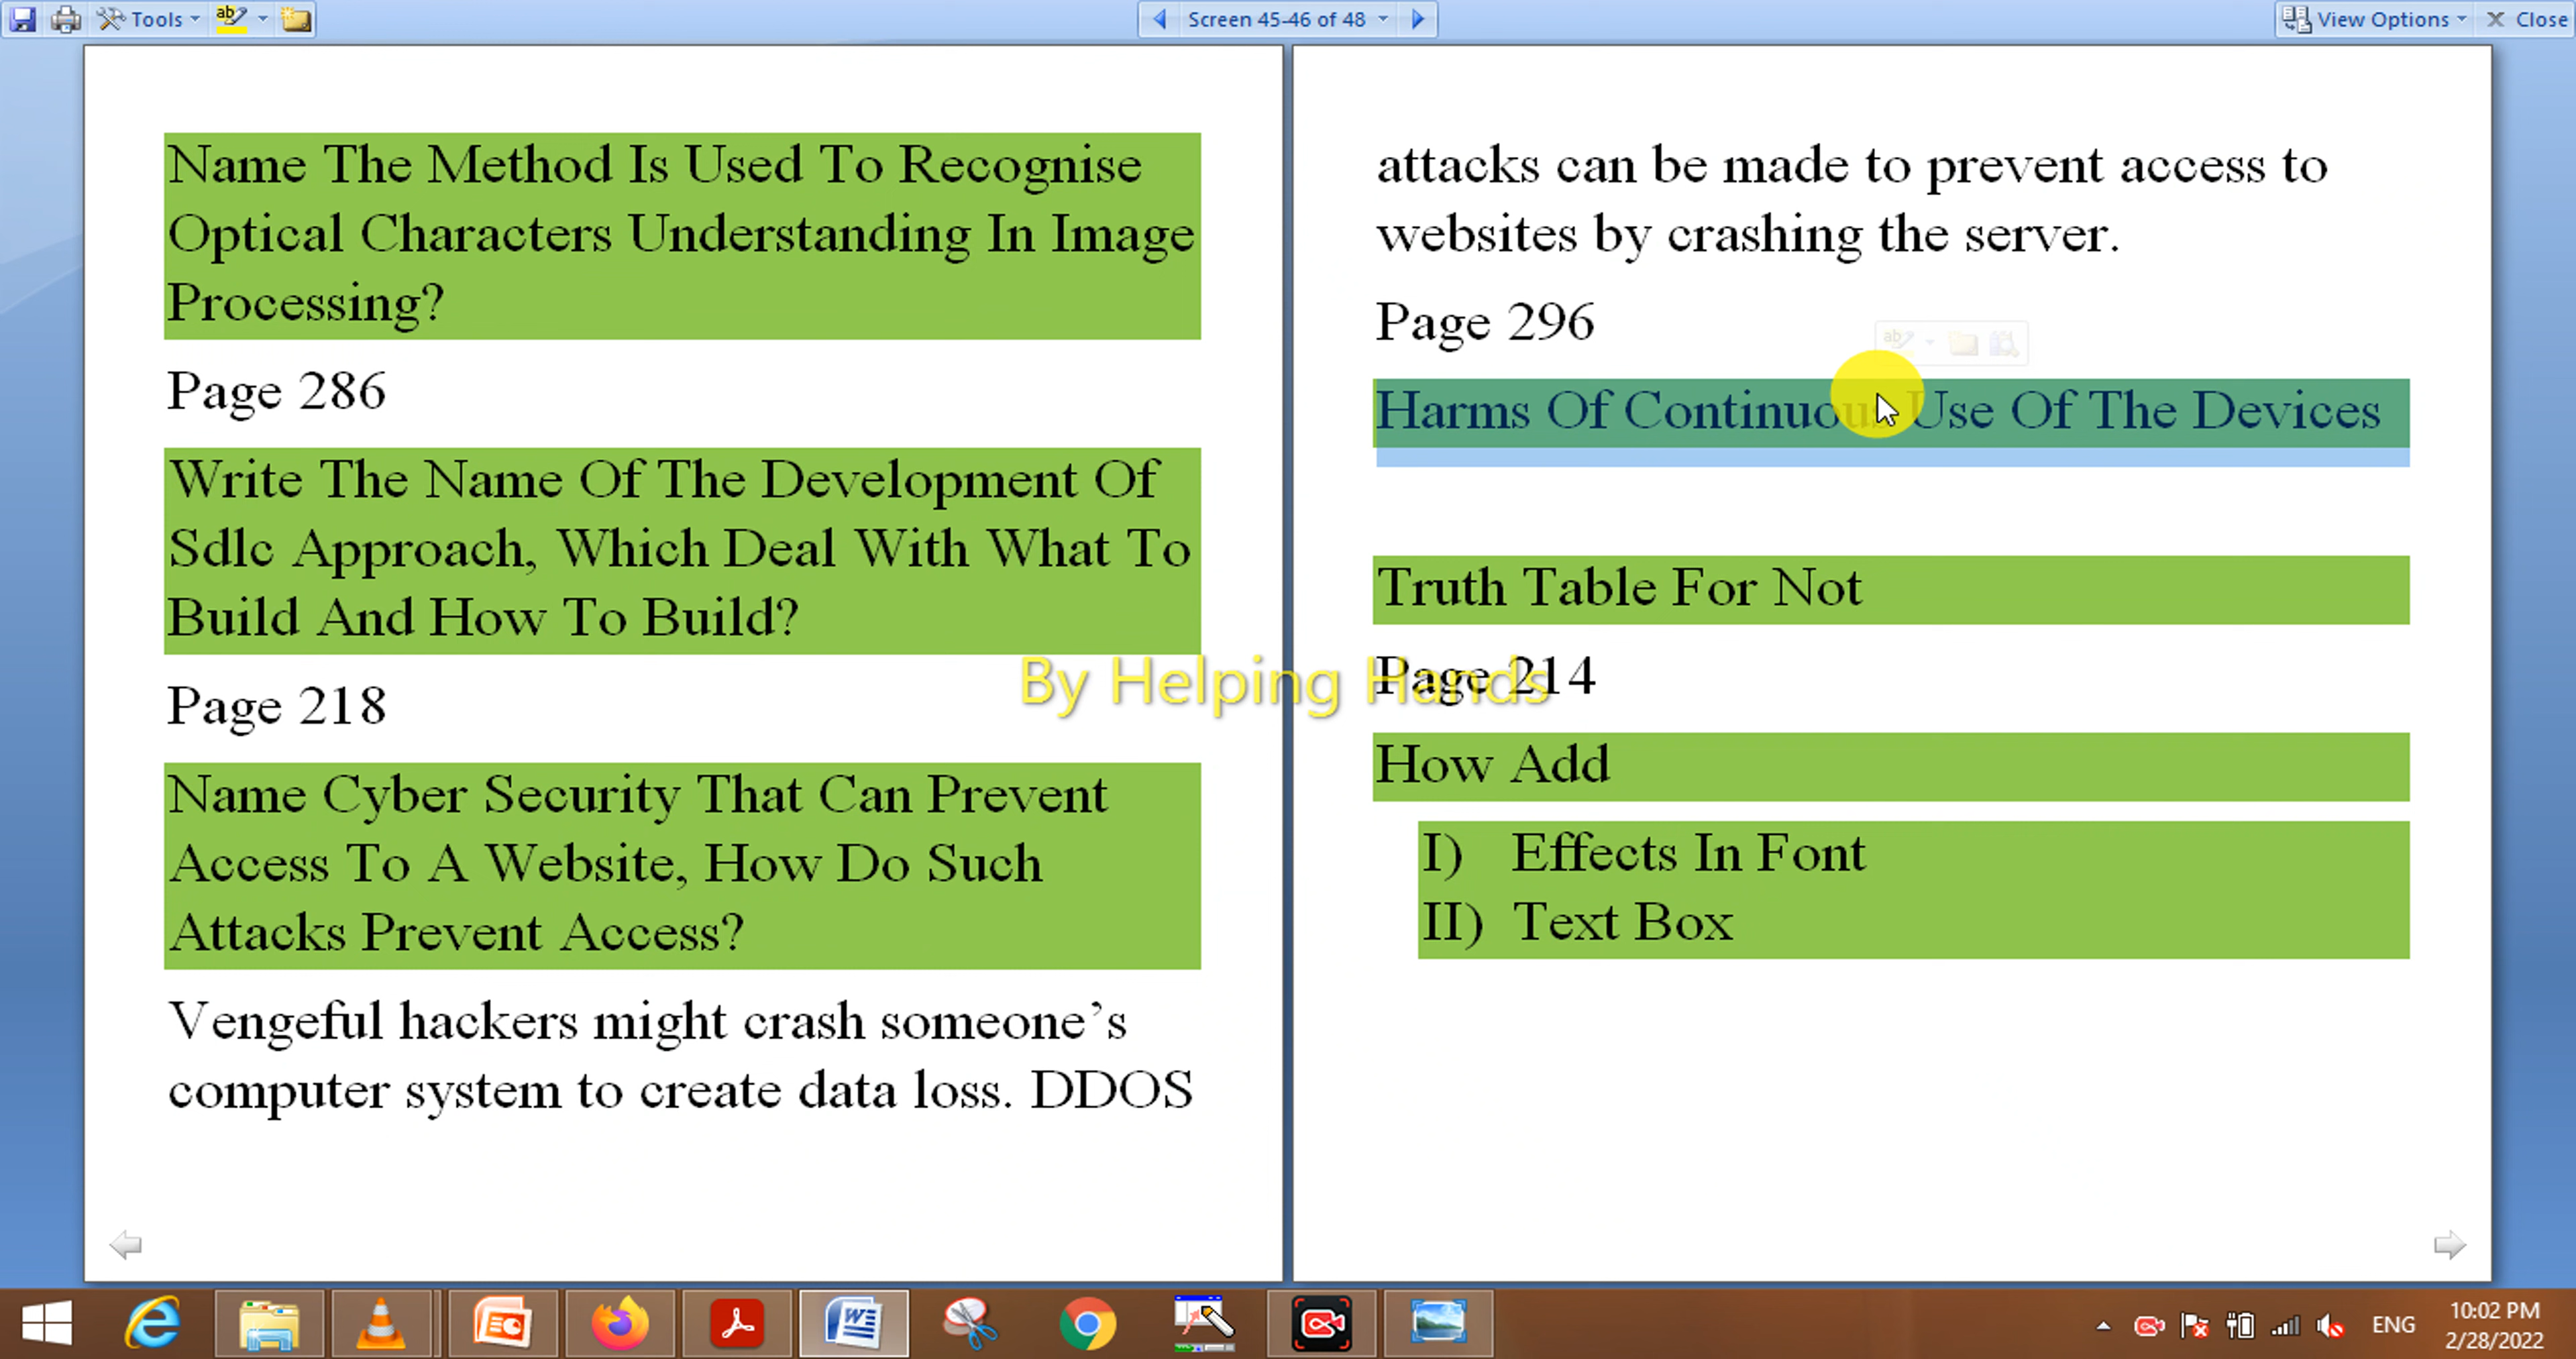 Tools
Screen 45-46 of 48
View Options
Close
Name The Method Is Used To Recognise
Optical Characters Understanding In Image
Processing?
Page 286
Write The Name Of The Development Of
Sdlc Approach, Which Deal With What To
Build And How To Build?
Page 218
Name Cyber Security That Can Prevent
Access To A Website, How Do Such
Attacks Prevent Access?
Vengeful hackers might crash someone’s
computer system to create data loss. DDOS
attacks can be made to prevent access to
websites by crashing the server.
Page 296
Harms Of Continuous Use Of The Devices
Truth Table For Not
Page 214
How Add
I) Effects In Font
II) Text Box
By Helping Hands
ENG
10:02 PM
2/28/2022